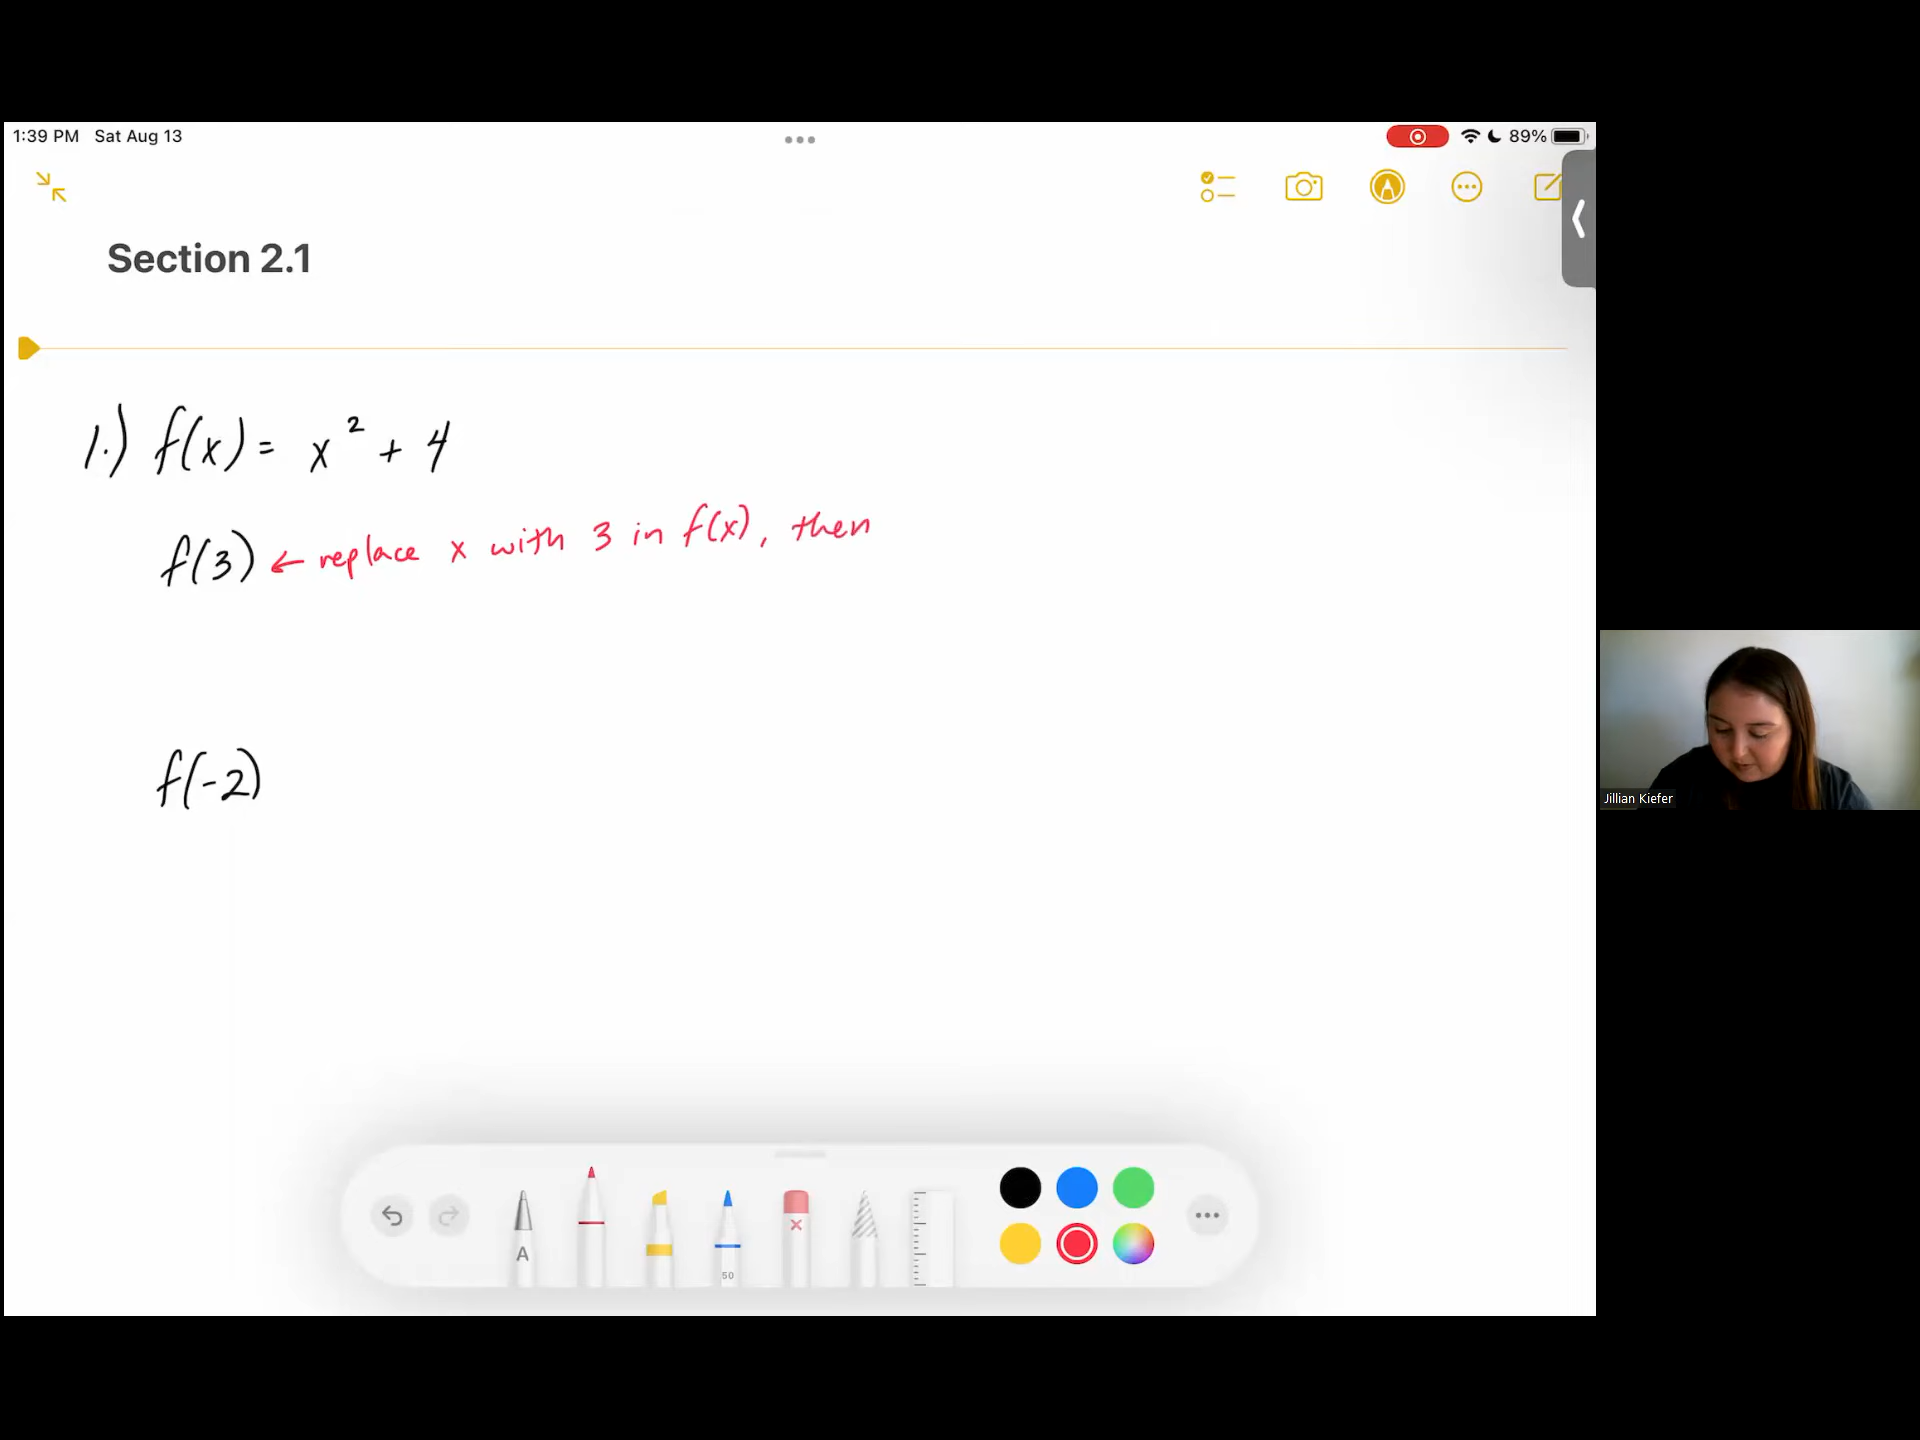 1:39 PM Sat Aug 13
89%
Section 2.1
1.) f(x) = x² + 4
f(3) ← replace x with 3 in f(x), then
f(-2)
Jillian Kiefer
A
50